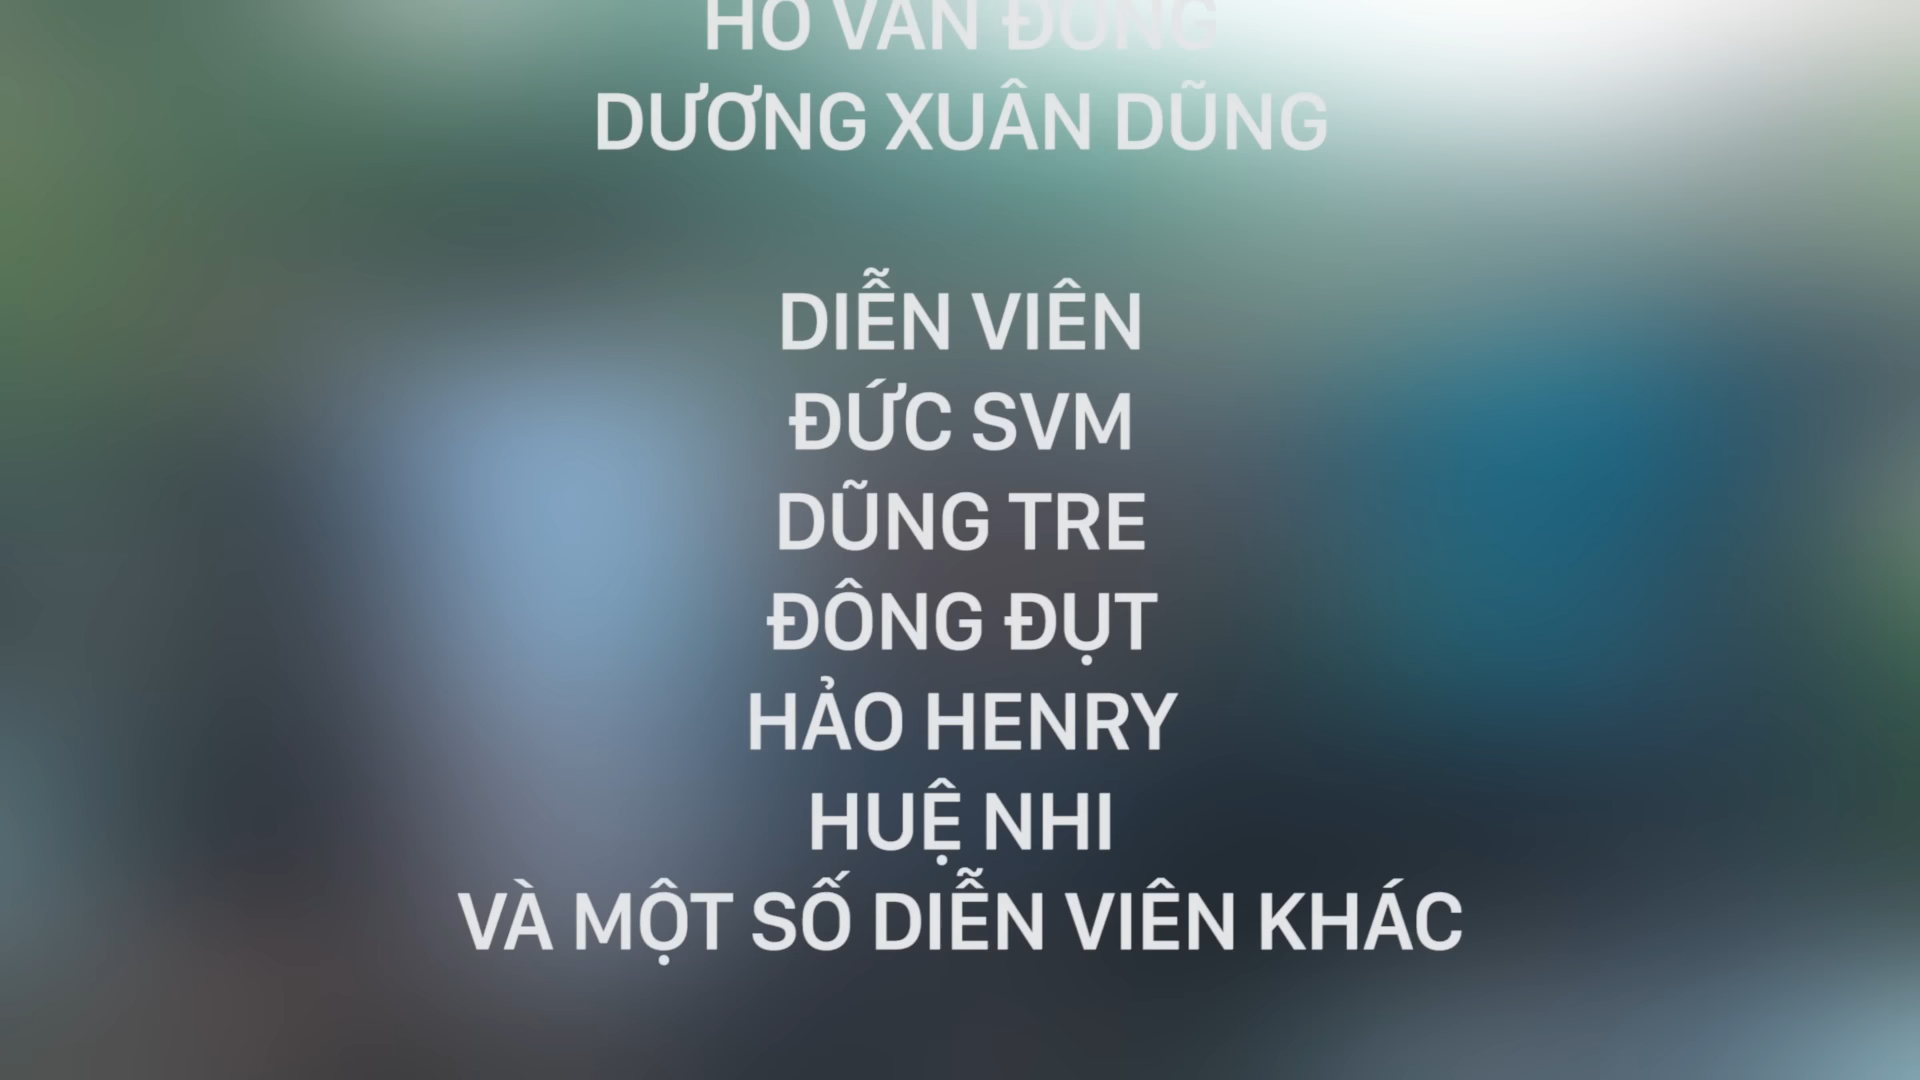 DƯƠNG XUÂN DŨNG
DIỄN VIÊN
ĐỨC SVM
DŨNG TRE
ĐÔNG ĐỤT
HẢO HENRY
HUỆ NHI
VÀ MỘT SỐ DIỄN VIÊN KHÁC